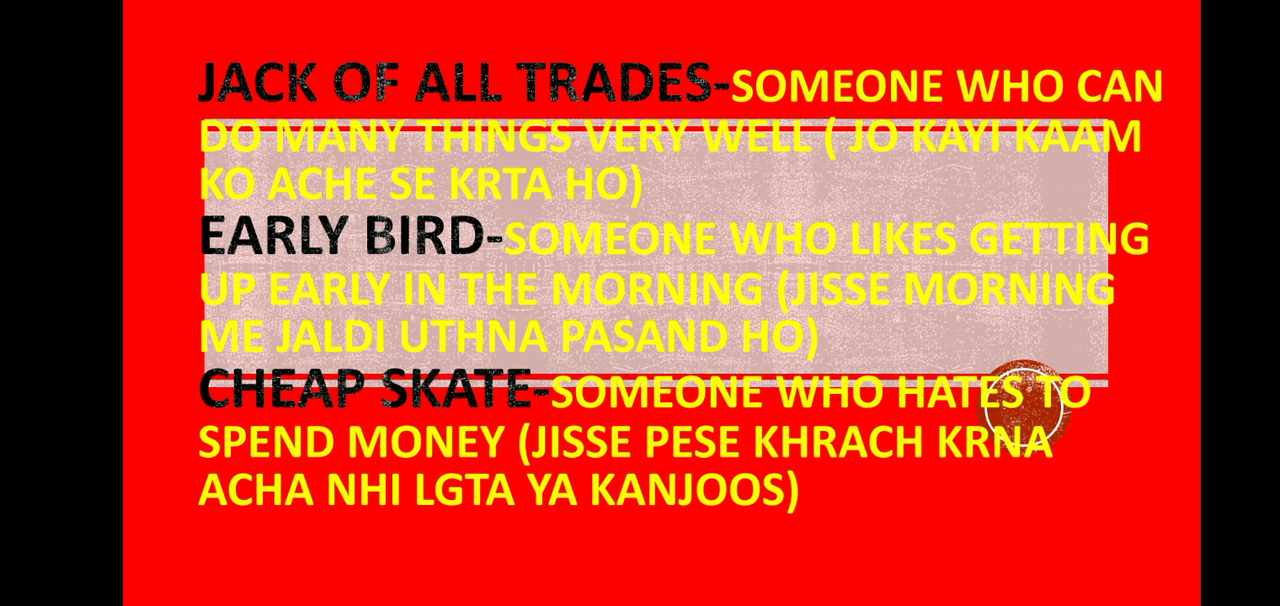 JACK OF ALL TRADES-SOMEONE WHO CAN
DO MANY THINGS VERY WELL ( JO KAYI KAAM
KO ACHE SE KRTA HO)
EARLY BIRD-SOMEONE WHO LIKES GETTING
UP EARLY IN THE MORNING (JISSE MORNING
ME JALDI UTHNA PASAND HO)
CHEAP SKATE-SOMEONE WHO HATES TO
SPEND MONEY (JISSE PESE KHRACH KRNA
ACHA NHI LGTA YA KANJOOS)